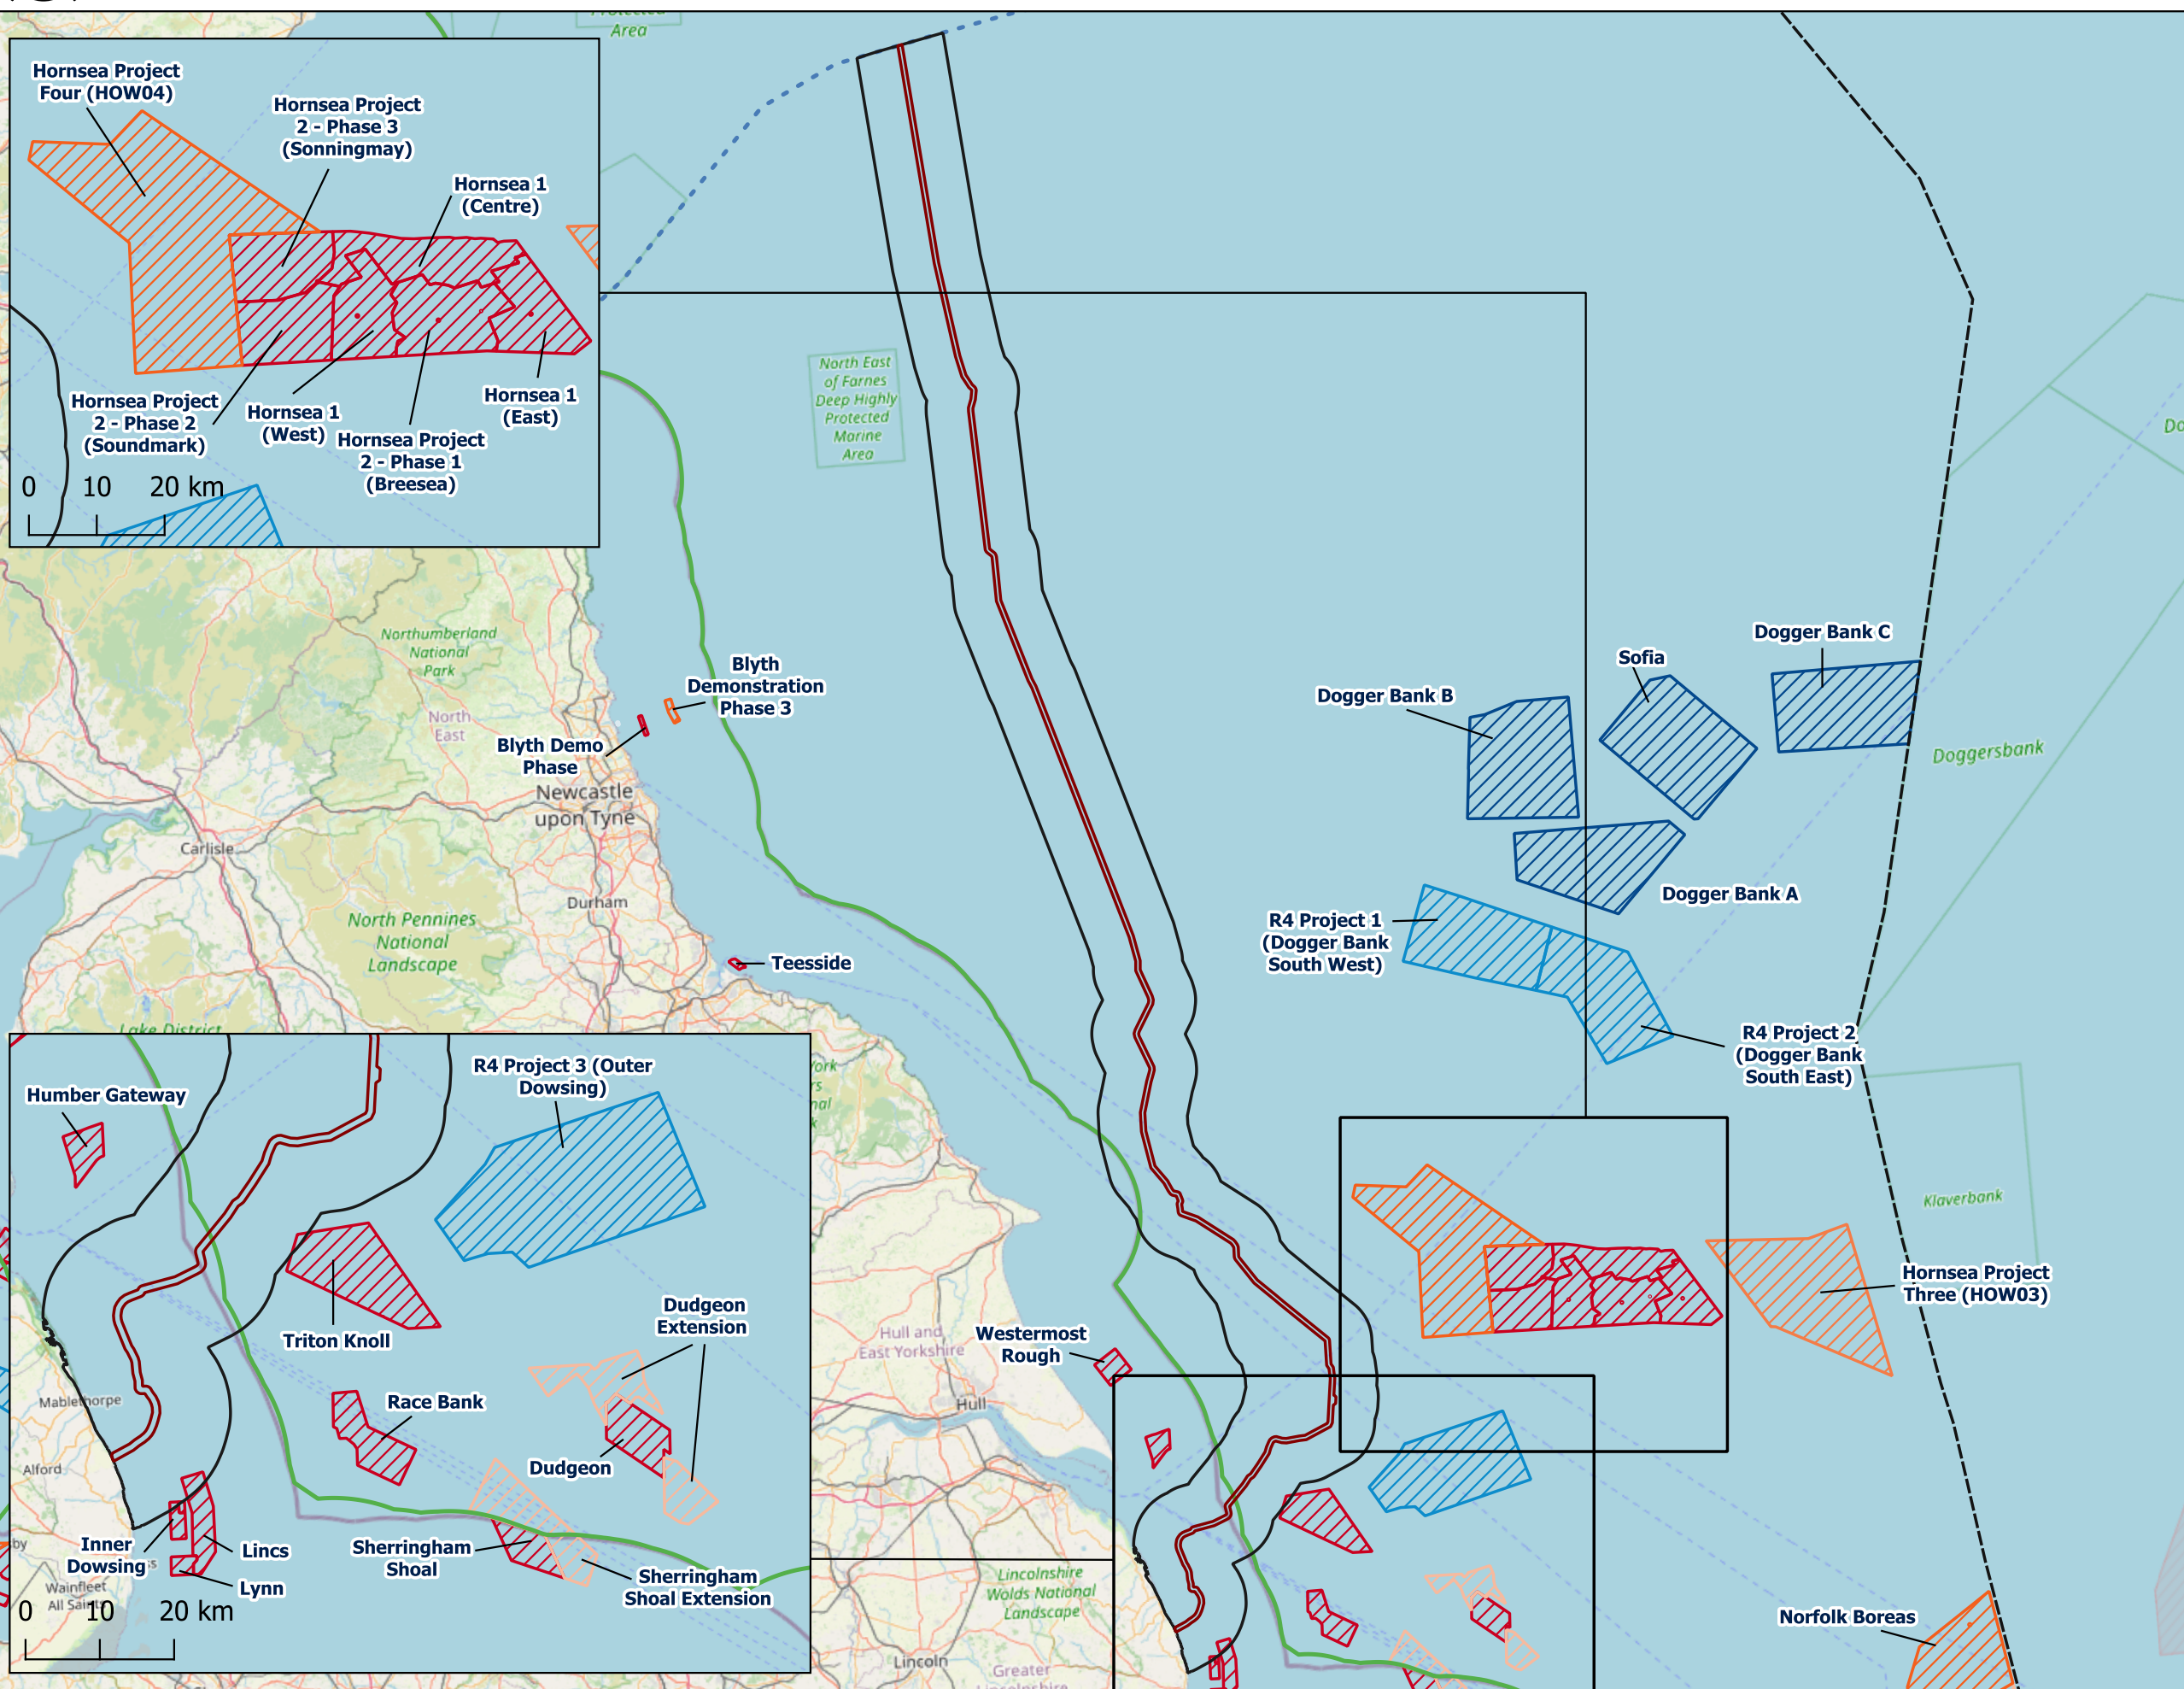 Protected
Area
Hornsea Project
Four (HOW04)
Hornsea Project
2 - Phase 3
(Sonningmay)
Hornsea 1
(Centre)
Hornsea Project
2 - Phase 2
(Soundmark)
Hornsea 1
(West)
Hornsea Project
2 - Phase 1
(Breesea)
Hornsea 1
(East)
0 10 20 km
North East
of Farnes
Deep Highly
Protected
Marine
Area
Northumberland
National
Park
North
East
Blyth
Demonstration
Phase 3
Blyth Demo
Phase
Newcastle
upon Tyne
Carlisle
Durham
North Pennines
National
Landscape
Lake District
Teesside
Dogger Bank B
Sofia
Dogger Bank C
Do
Doggersbank
Dogger Bank A
R4 Project 1
(Dogger Bank
South West)
R4 Project 2
(Dogger Bank
South East)
Klaverbank
Hornsea Project
Three (HOW03)
Humber Gateway
R4 Project 3 (Outer
Dowsing)
Triton Knoll
Dudgeon
Extension
Mablethorpe
Race Bank
Alford
Dudgeon
Inner
Dowsing
Lincs
Lynn
Sherringham
Shoal
Sherringham
Shoal Extension
by
Wainfleet
All Saints
0 10 20 km
Westermost
Rough
Hull and
East Yorkshire
Hull
Lincolnshire
Wolds National
Landscape
Lincoln
Greater
Lincolnshire
Norfolk Boreas